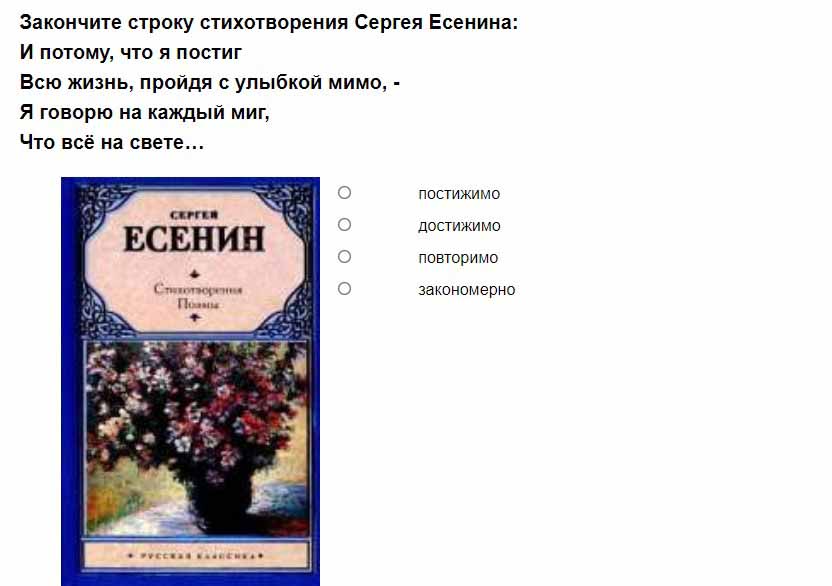 Закончите строку стихотворения Сергея Есенина:
И потому, что я постиг
Всю жизнь, пройдя с улыбкой мимо, -
Я говорю на каждый миг,
Что всё на свете…
СЕРГЕЙ
ЕСЕНИН
Стихотворения
Поэмы
РУССКАЯ КЛАССИКА
постижимо
достижимо
повторимо
закономерно